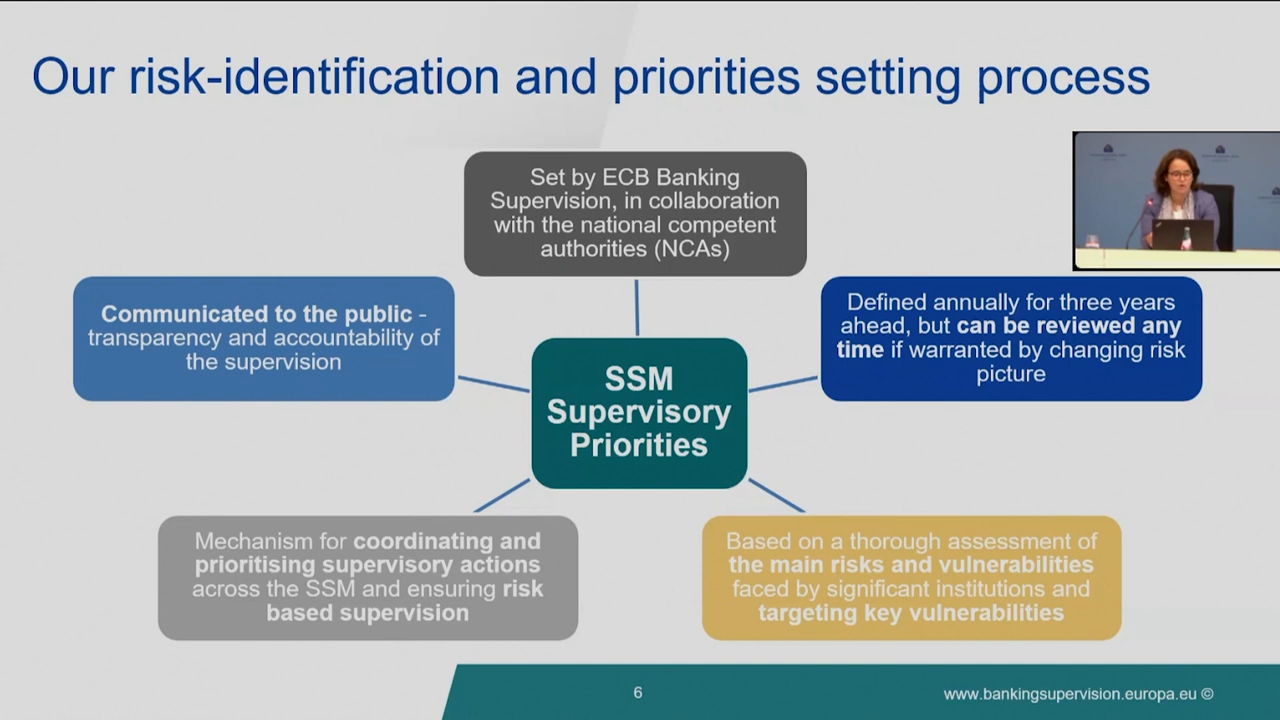 Our risk-identification and priorities setting process
Set by ECB Banking
Supervision, in collaboration
with the national competent
authorities (NCAs)
Communicated to the public -
transparency and accountability of
the supervision
Defined annually for three years
ahead, but can be reviewed any
time if warranted by changing risk
picture
SSM
Supervisory
Priorities
Mechanism for coordinating and
prioritising supervisory actions
across the SSM and ensuring risk
based supervision
Based on a thorough assessment of
the main risks and vulnerabilities
faced by significant institutions and
targeting key vulnerabilities
6
www.bankingsupervision.europa.eu ©